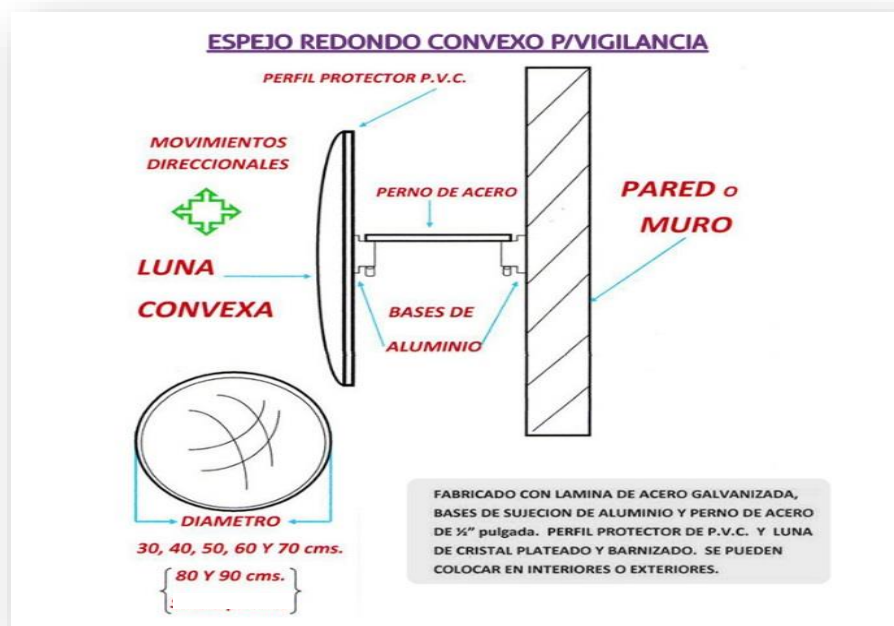 ESPEJO REDONDO CONVEXO P/VIGILANCIA
PERFIL PROTECTOR P.V.C.
MOVIMIENTOS
DIRECCIONALES
PERNO DE ACERO
PARED o
MURO
LUNA
CONVEXA
BASES DE
ALUMINIO
DIAMETRO
30, 40, 50, 60 Y 70 cms.
80 Y 90 cms.
FABRICADO CON LAMINA DE ACERO GALVANIZADA,
BASES DE SUJECION DE ALUMINIO Y PERNO DE ACERO
DE ½" pulgada. PERFIL PROTECTOR DE P.V.C. Y LUNA
DE CRISTAL PLATEADO Y BARNIZADO. SE PUEDEN
COLOCAR EN INTERIORES O EXTERIORES.